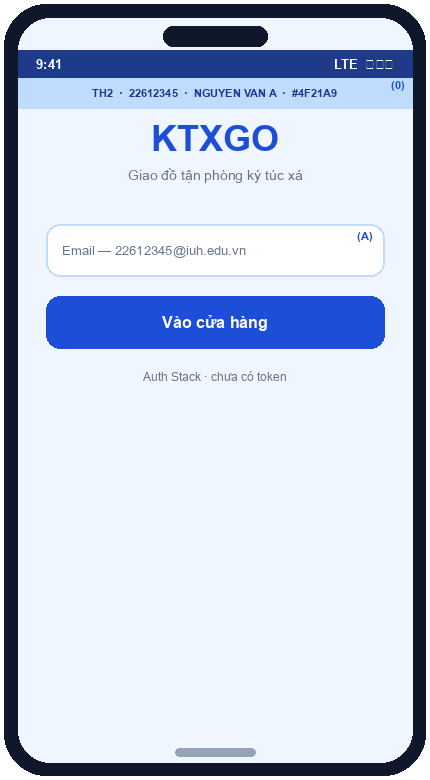 9:41 LTE □□□
TH2 · 22612345 · NGUYEN VAN A · #4F21A9 (0)
KTXGO
Giao đồ tận phòng ký túc xá
(A)
Email — 22612345@iuh.edu.vn
Vào cửa hàng
Auth Stack · chưa có token